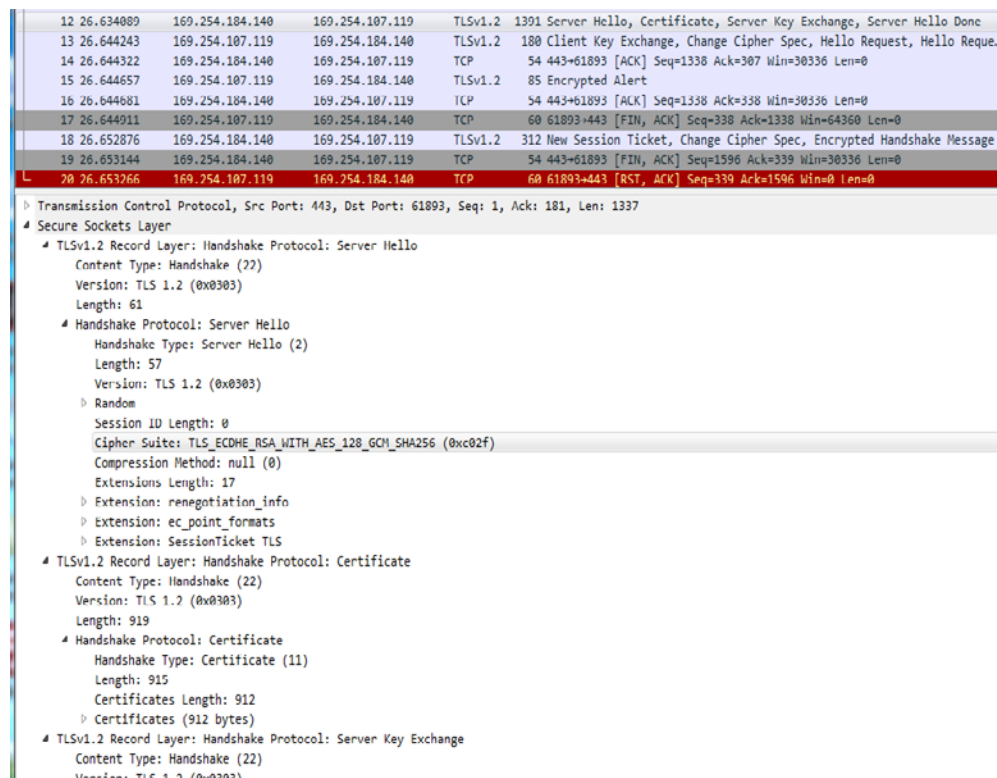 12 26.634089 169.254.184.140 169.254.107.119 TLSv1.2 1391 Server Hello, Certificate, Server Key Exchange, Server Hello Done
13 26.644243 169.254.107.119 169.254.184.140 TLSv1.2 180 Client Key Exchange, Change Cipher Spec, Hello Request, Hello Reque…
14 26.644322 169.254.184.140 169.254.107.119 TCP 54 443→61893 [ACK] Seq=1338 Ack=307 Win=30336 Len=0
15 26.644657 169.254.107.119 169.254.184.140 TLSv1.2 85 Encrypted Alert
16 26.644681 169.254.184.140 169.254.107.119 TCP 54 443→61893 [ACK] Seq=1338 Ack=338 Win=30336 Len=0
17 26.644911 169.254.107.119 169.254.184.140 TCP 60 61893→443 [FIN, ACK] Seq=338 Ack=1338 Win=64360 Len=0
18 26.652876 169.254.184.140 169.254.107.119 TLSv1.2 312 New Session Ticket, Change Cipher Spec, Encrypted Handshake Message
19 26.653144 169.254.184.140 169.254.107.119 TCP 54 443→61893 [FIN, ACK] Seq=1596 Ack=339 Win=30336 Len=0
20 26.653266 169.254.107.119 169.254.184.140 TCP 60 61893→443 [RST, ACK] Seq=339 Ack=1596 Win=0 Len=0
Transmission Control Protocol, Src Port: 443, Dst Port: 61893, Seq: 1, Ack: 181, Len: 1337
Secure Sockets Layer
TLSv1.2 Record Layer: Handshake Protocol: Server Hello
Content Type: Handshake (22)
Version: TLS 1.2 (0x0303)
Length: 61
Handshake Protocol: Server Hello
Handshake Type: Server Hello (2)
Length: 57
Version: TLS 1.2 (0x0303)
Random
Session ID Length: 0
Cipher Suite: TLS_ECDHE_RSA_WITH_AES_128_GCM_SHA256 (0xc02f)
Compression Method: null (0)
Extensions Length: 17
Extension: renegotiation_info
Extension: ec_point_formats
Extension: SessionTicket TLS
TLSv1.2 Record Layer: Handshake Protocol: Certificate
Content Type: Handshake (22)
Version: TLS 1.2 (0x0303)
Length: 919
Handshake Protocol: Certificate
Handshake Type: Certificate (11)
Length: 915
Certificates Length: 912
Certificates (912 bytes)
TLSv1.2 Record Layer: Handshake Protocol: Server Key Exchange
Content Type: Handshake (22)
Version: TLS 1.2 (0x0303)